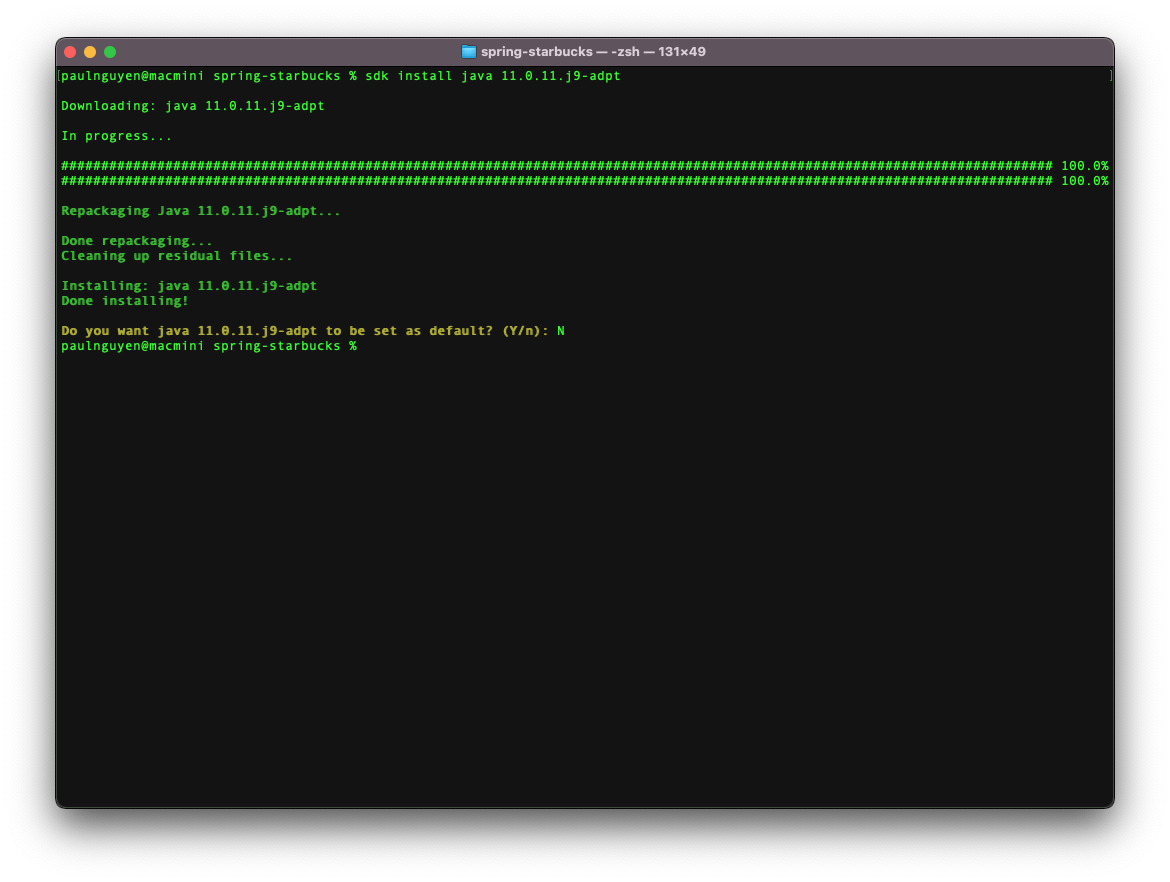 spring-starbucks — -zsh — 131×49
[paulnguyen@macmini spring-starbucks % sdk install java 11.0.11.j9-adpt ]
Downloading: java 11.0.11.j9-adpt
In progress...
############################################################################################################################ 100.0%
############################################################################################################################ 100.0%
Repackaging Java 11.0.11.j9-adpt...
Done repackaging...
Cleaning up residual files...
Installing: java 11.0.11.j9-adpt
Done installing!
Do you want java 11.0.11.j9-adpt to be set as default? (Y/n): N
paulnguyen@macmini spring-starbucks %